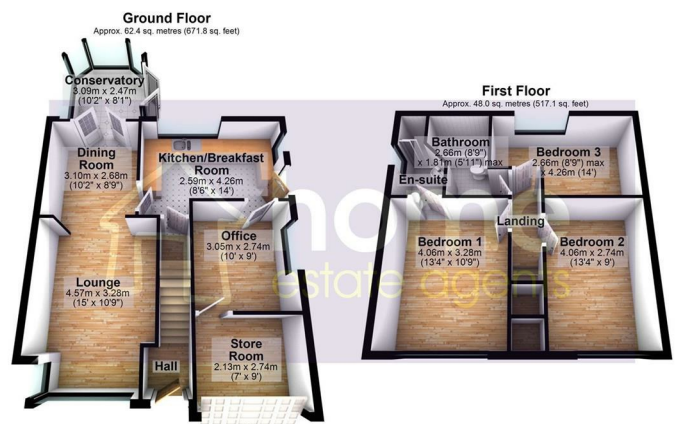 Ground Floor
Approx. 62.4 sq. metres (671.8 sq. feet)
Conservatory
3.09m x 2.47m
(10'2" x 8'1")
First Floor
Approx. 48.0 sq. metres (517.1 sq. feet)
Dining
Room
3.10m x 2.68m
(10'2" x 8'9")
Kitchen/Breakfast
Room
2.59m x 4.26m
(8'6" x 14')
Bathroom
2.66m (8'9")
x 1.81m (5'11") max
Bedroom 3
2.66m (8'9") max
x 4.26m (14')
En-suite
Landing
Office
3.05m x 2.74m
(10' x 9')
Bedroom 1
4.06m x 3.28m
(13'4" x 10'9")
Bedroom 2
4.06m x 2.74m
(13'4" x 9')
Lounge
4.57m x 3.28m
(15' x 10'9")
Store
Room
2.13m x 2.74m
(7' x 9')
Hall
home
estate agents